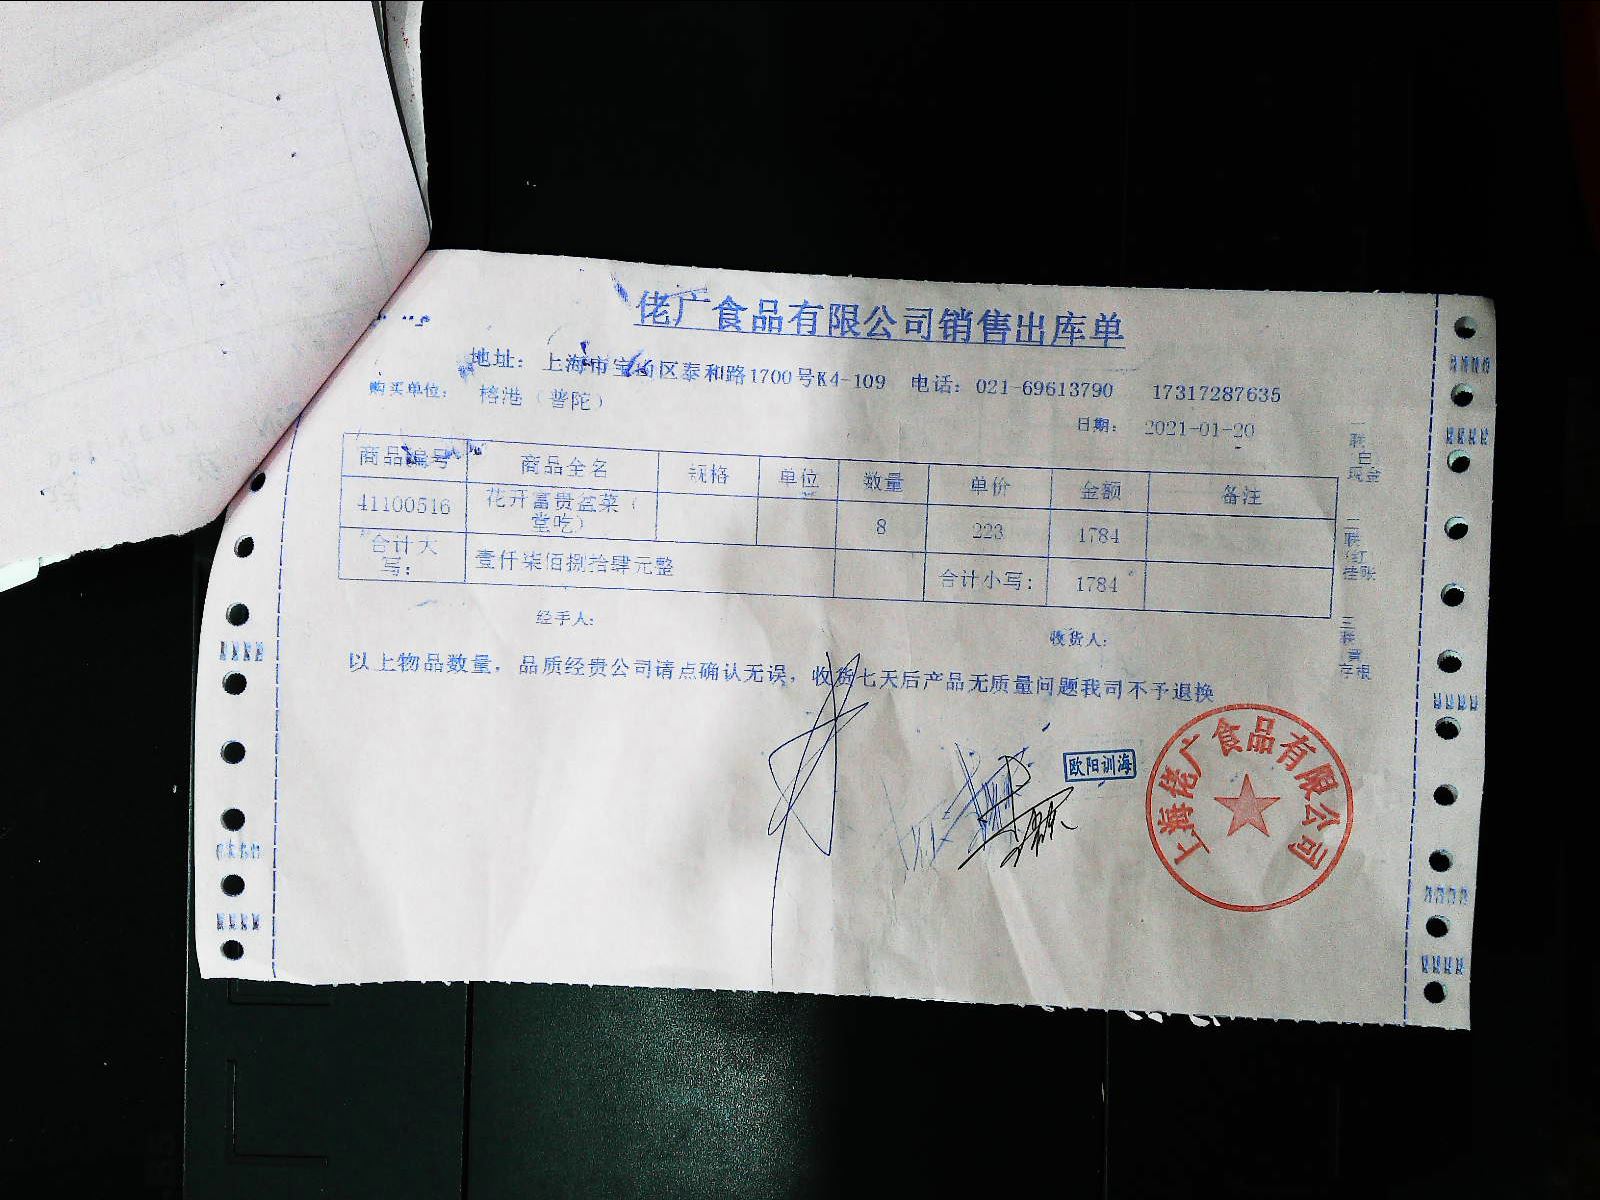 佬广食品有限公司销售出库单
地址：上海市宝山区泰和路1700号K4-109 电话：021-69613790 17317287635
购买单位：榕港（普陀）
日期：2021-01-20
商品编号 商品全名 规格 单位 数量 单价 金额 备注
41100516 花开富贵盆菜（堂吃） 8 223 1784
合计大写： 壹仟柒佰捌拾肆元整 合计小写： 1784
经手人： 收货人：
以上物品数量，品质经贵公司请点确认无误，收货七天后产品无质量问题我司不予退换
一联白现金
二联红挂账
三联黄存根
欧阳训海
上海佬广食品有限公司